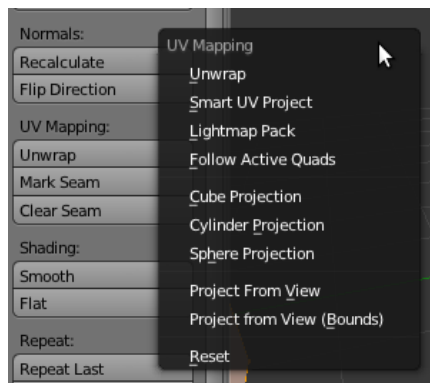 Normals:
Recalculate
Flip Direction
UV Mapping:
Unwrap
Mark Seam
Clear Seam
Shading:
Smooth
Flat
Repeat:
Repeat Last
UV Mapping
Unwrap
Smart UV Project
Lightmap Pack
Follow Active Quads
Cube Projection
Cylinder Projection
Sphere Projection
Project From View
Project from View (Bounds)
Reset